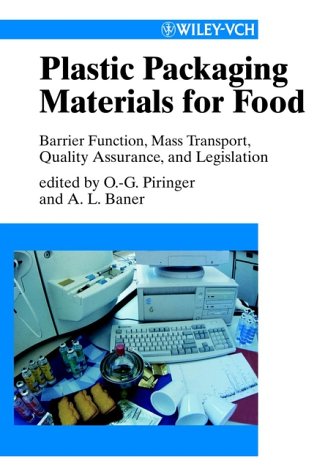 WILEY-VCH
Plastic Packaging
Materials for Food
Barrier Function, Mass Transport,
Quality Assurance, and Legislation
edited by O.-G. Piringer
and A. L. Baner